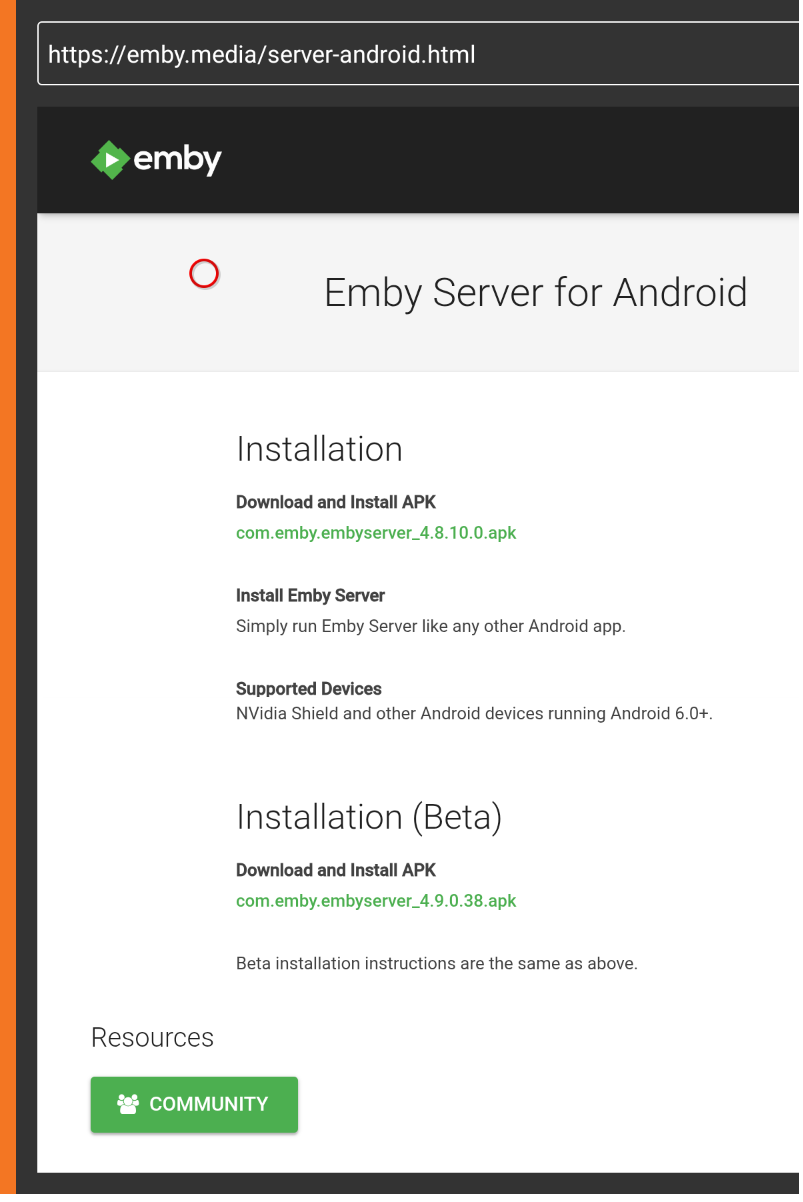 https://emby.media/server-android.html
emby
Emby Server for Android
Installation
Download and Install APK
com.emby.embyserver_4.8.10.0.apk
Install Emby Server
Simply run Emby Server like any other Android app.
Supported Devices
NVidia Shield and other Android devices running Android 6.0+.
Installation (Beta)
Download and Install APK
com.emby.embyserver_4.9.0.38.apk
Beta installation instructions are the same as above.
Resources
COMMUNITY